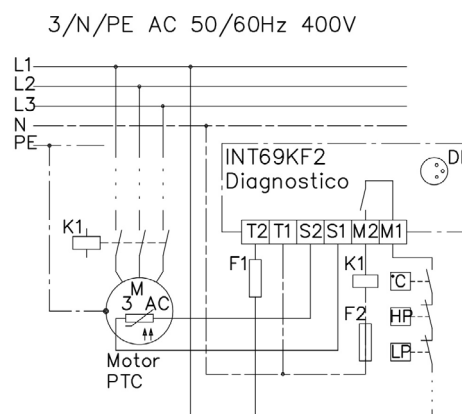 3/N/PE AC 50/60Hz 400V
L1
L2
L3
N
PE
INT69KF2
Diagnostico
K1
T2 T1 S2 S1 M2 M1
F1
K1
°C
M
3 AC
F2
HP
LP
Motor
PTC